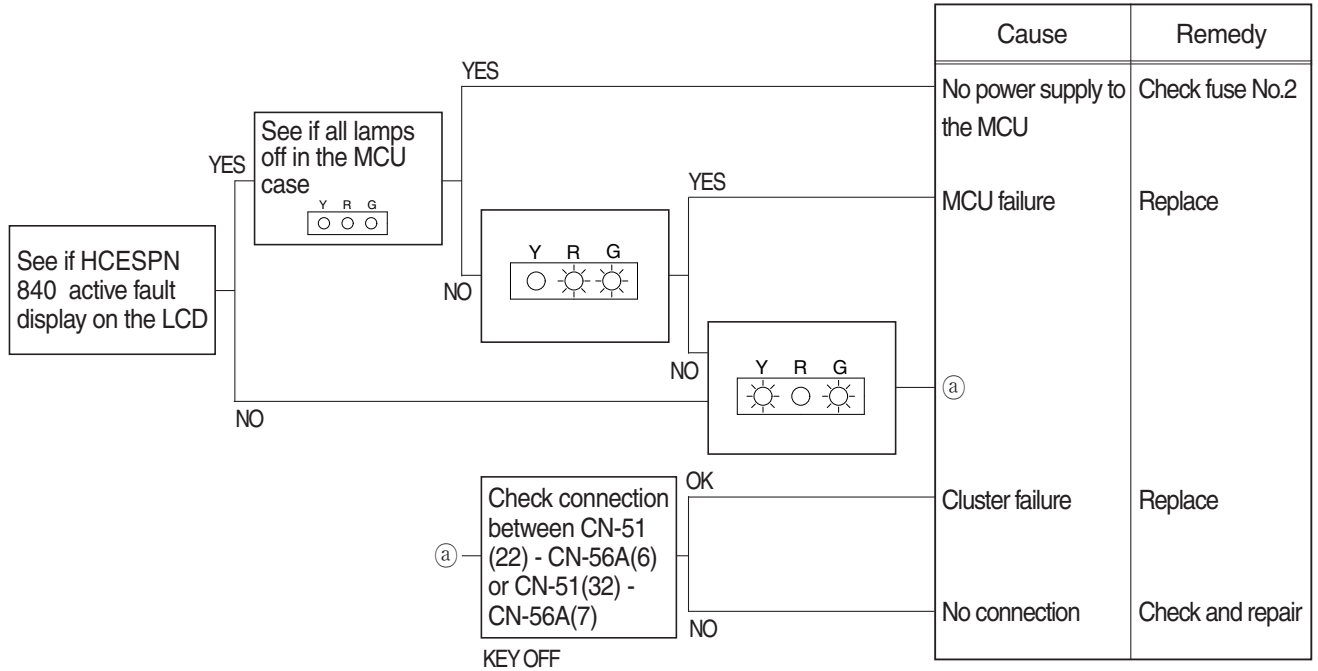 Cause Remedy
YES
No power supply to the MCU
Check fuse No.2
See if all lamps
off in the MCU
case
Y R G
YES
YES
MCU failure
Replace
See if HCESPN
840 active fault
display on the LCD
Y R G
NO
NO
Y R G
ⓐ
NO
OK
Check connection
between CN-51
(22) - CN-56A(6)
or CN-51(32) -
CN-56A(7)
ⓐ
Cluster failure
Replace
No connection
Check and repair
NO
KEY OFF